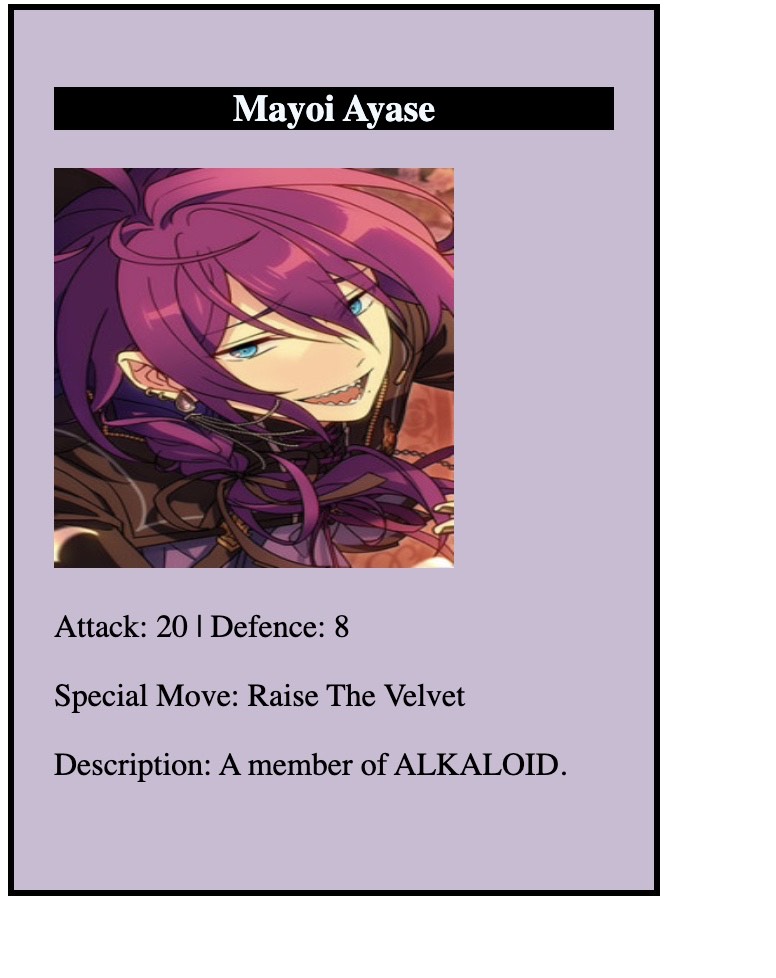 Mayoi Ayase
Attack: 20 | Defence: 8
Special Move: Raise The Velvet
Description: A member of ALKALOID.